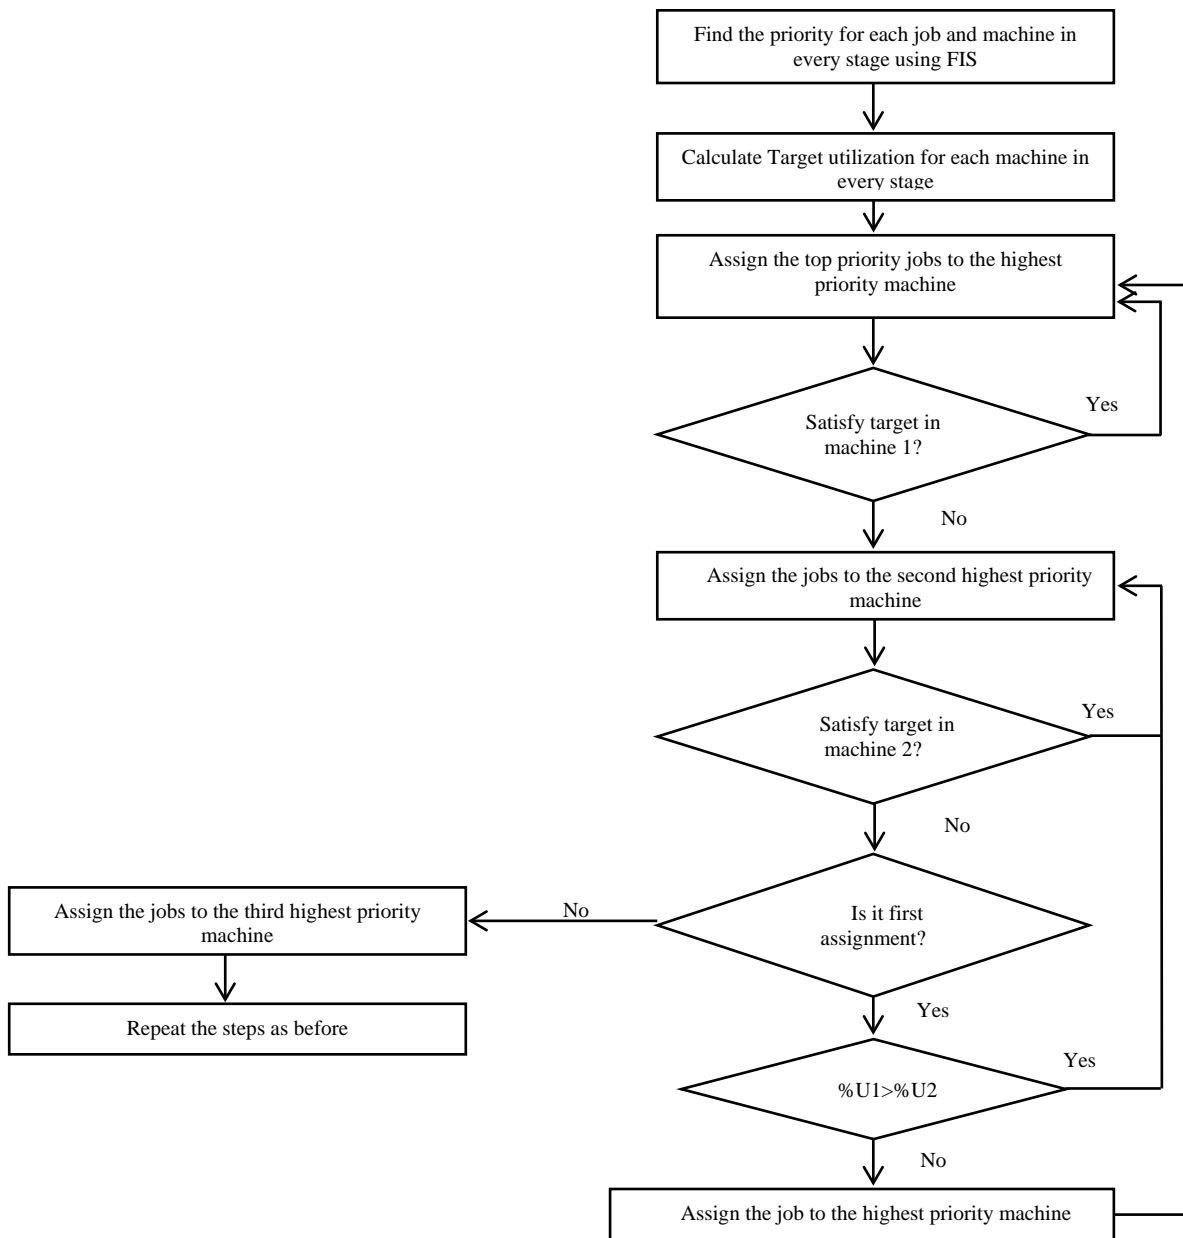 Find the priority for each job and machine in
every stage using FIS
Calculate Target utilization for each machine in
every stage
Assign the top priority jobs to the highest
priority machine
Satisfy target in
machine 1?
Yes
No
Assign the jobs to the second highest priority
machine
Satisfy target in
machine 2?
Yes
No
Is it first
assignment?
No
Assign the jobs to the third highest priority
machine
Repeat the steps as before
Yes
%U1>%U2
Yes
No
Assign the job to the highest priority machine